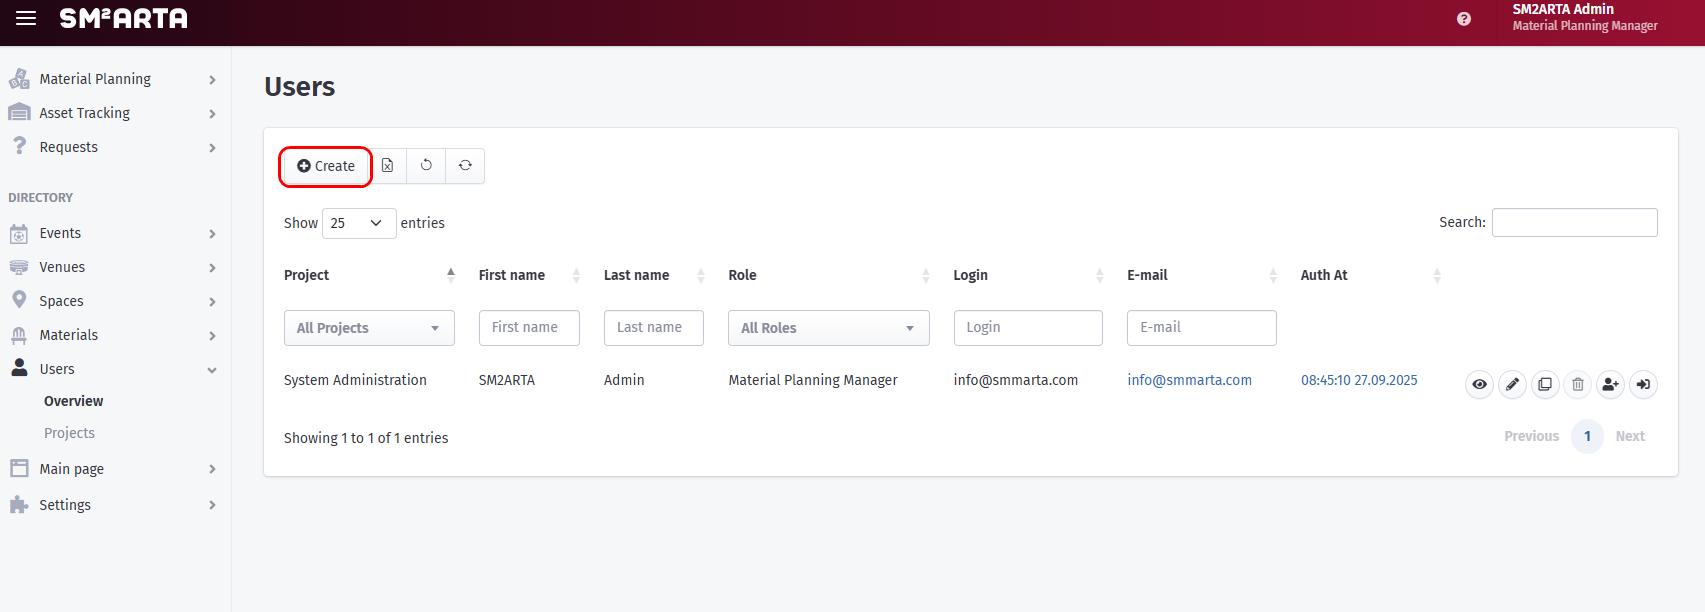 SM²ARTA
?
SM2ARTA Admin
Material Planning Manager
Material Planning
Asset Tracking
Requests
DIRECTORY
Events
Venues
Spaces
Materials
Users
Overview
Projects
Main page
Settings
Users
Create
Show 25 entries
Search:
Project First name Last name Role Login E-mail Auth At
All Projects First name Last name All Roles Login E-mail
System Administration SM2ARTA Admin Material Planning Manager info@smmarta.com info@smmarta.com 08:45:10 27.09.2025
Showing 1 to 1 of 1 entries
Previous 1 Next